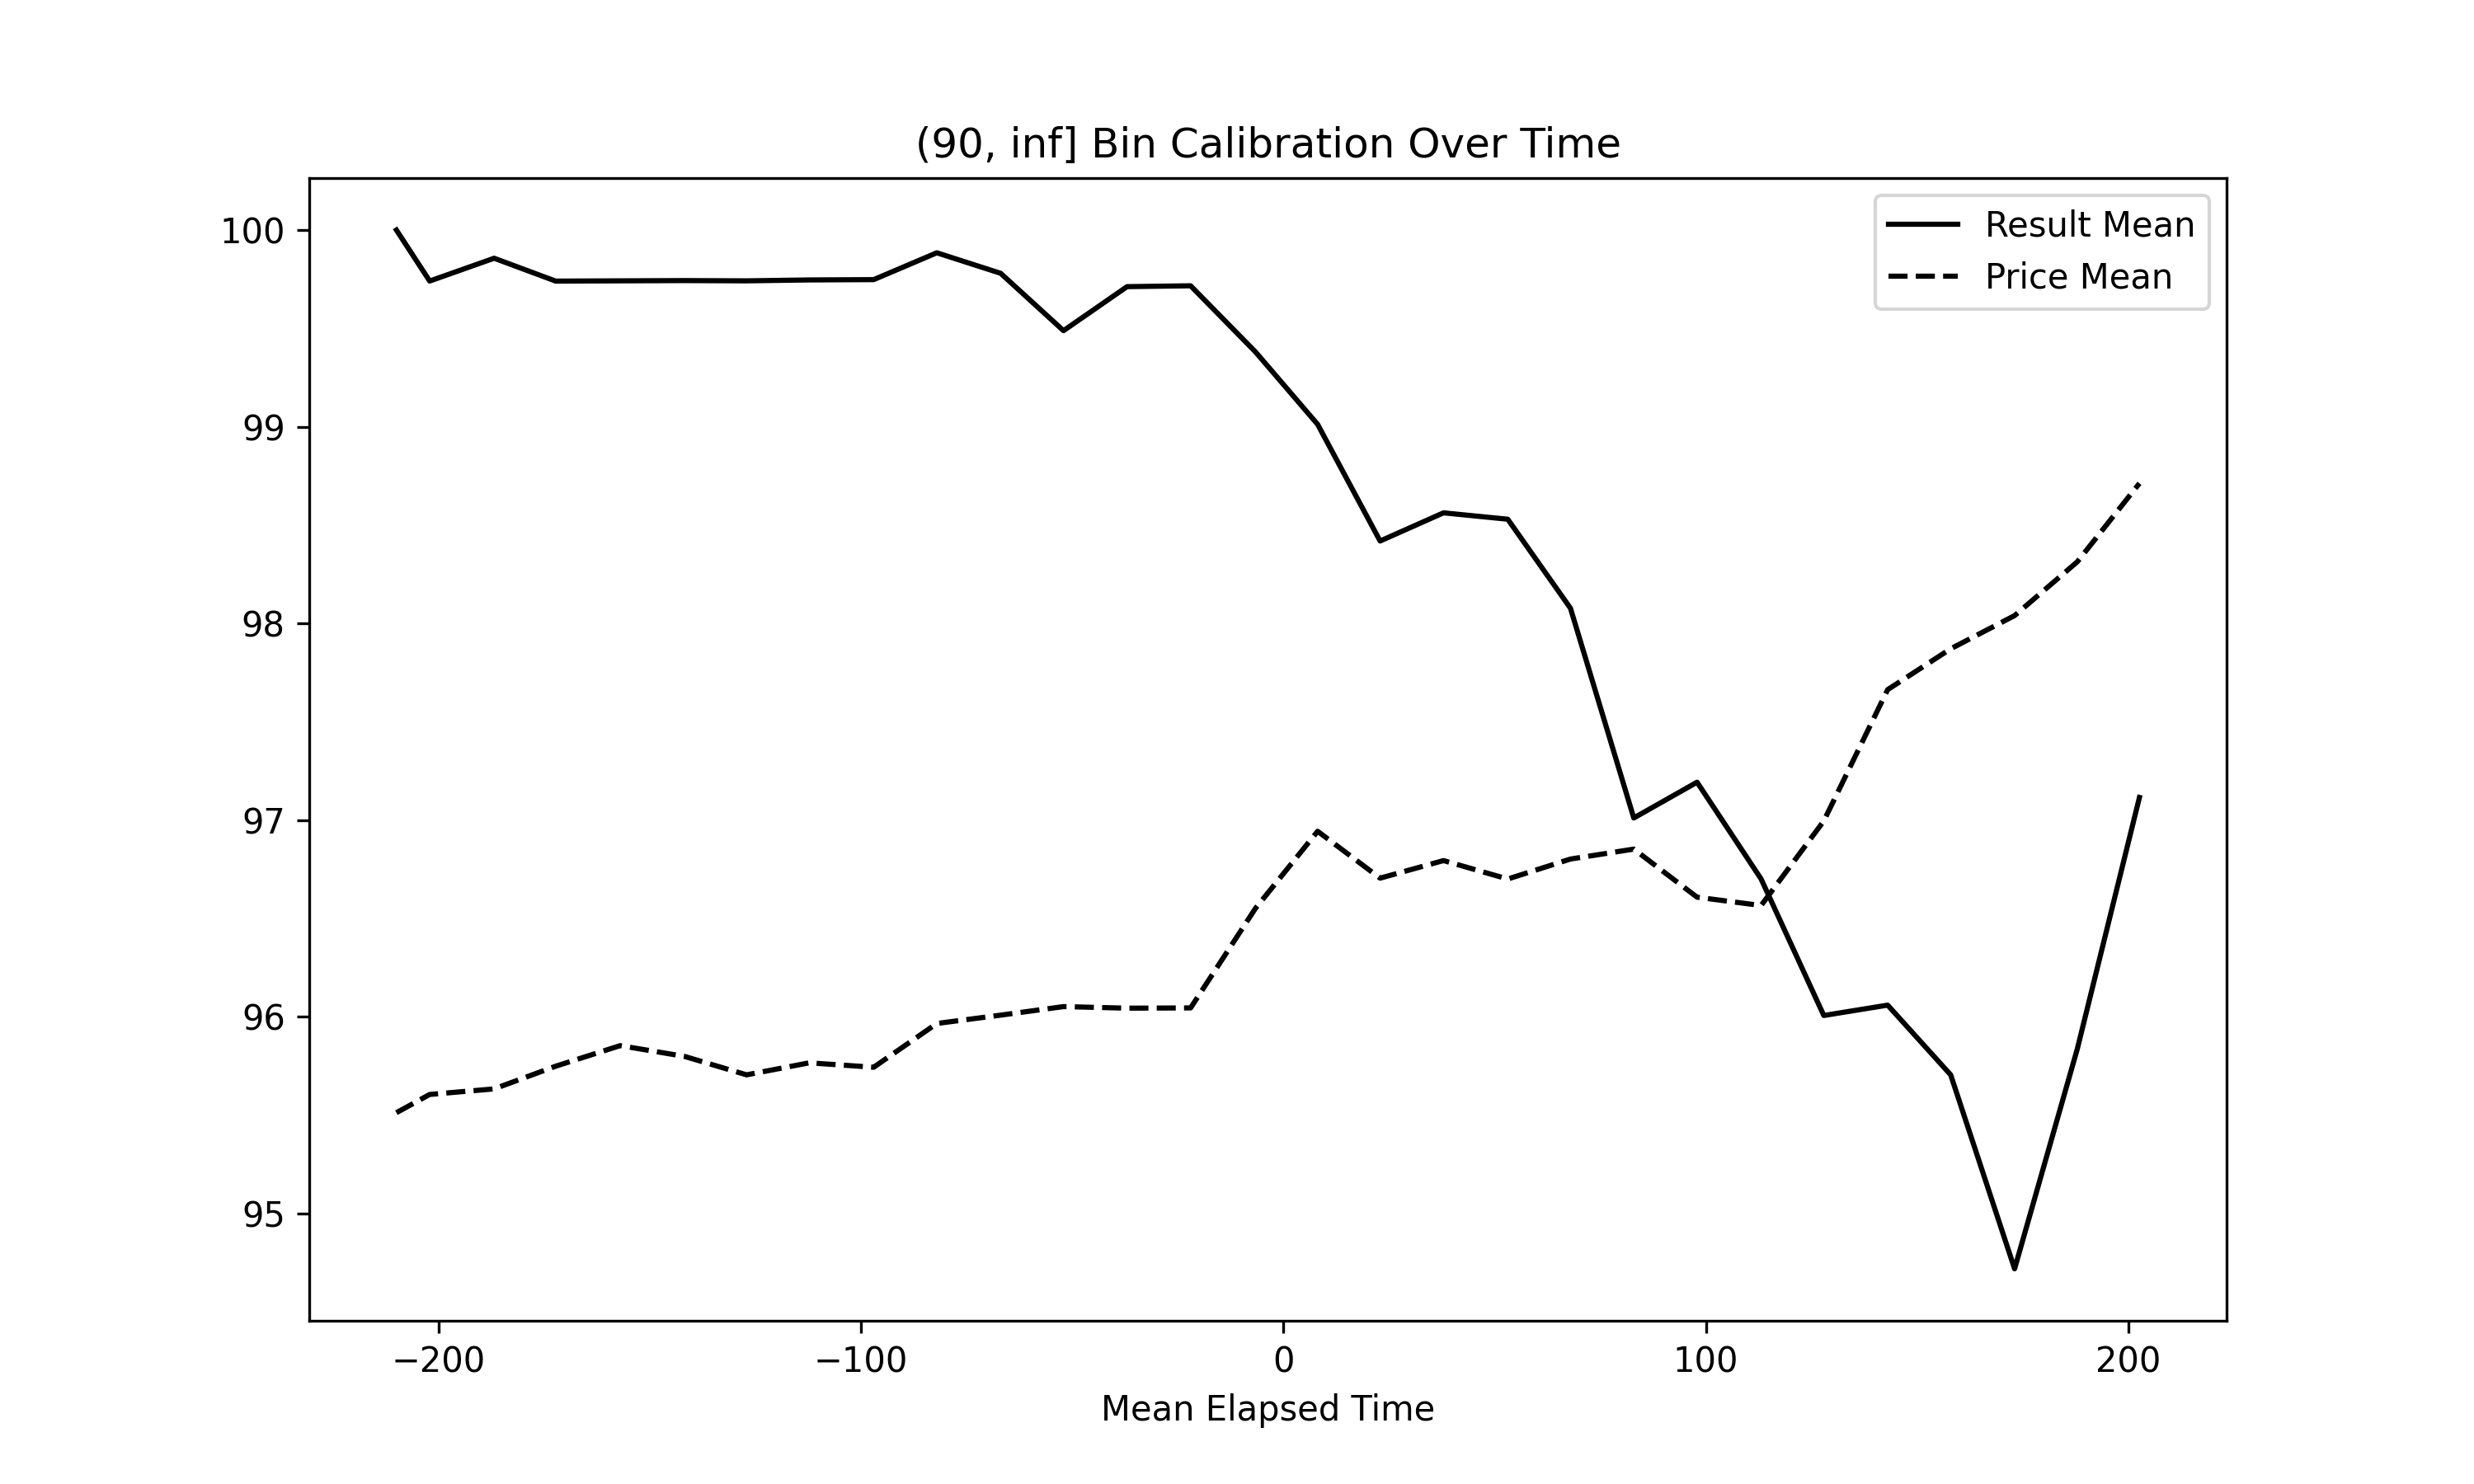 (90, inf] Bin Calibration Over Time
Result Mean
Price Mean
100
99
98
97
96
95
−200
−100
0
100
200
Mean Elapsed Time